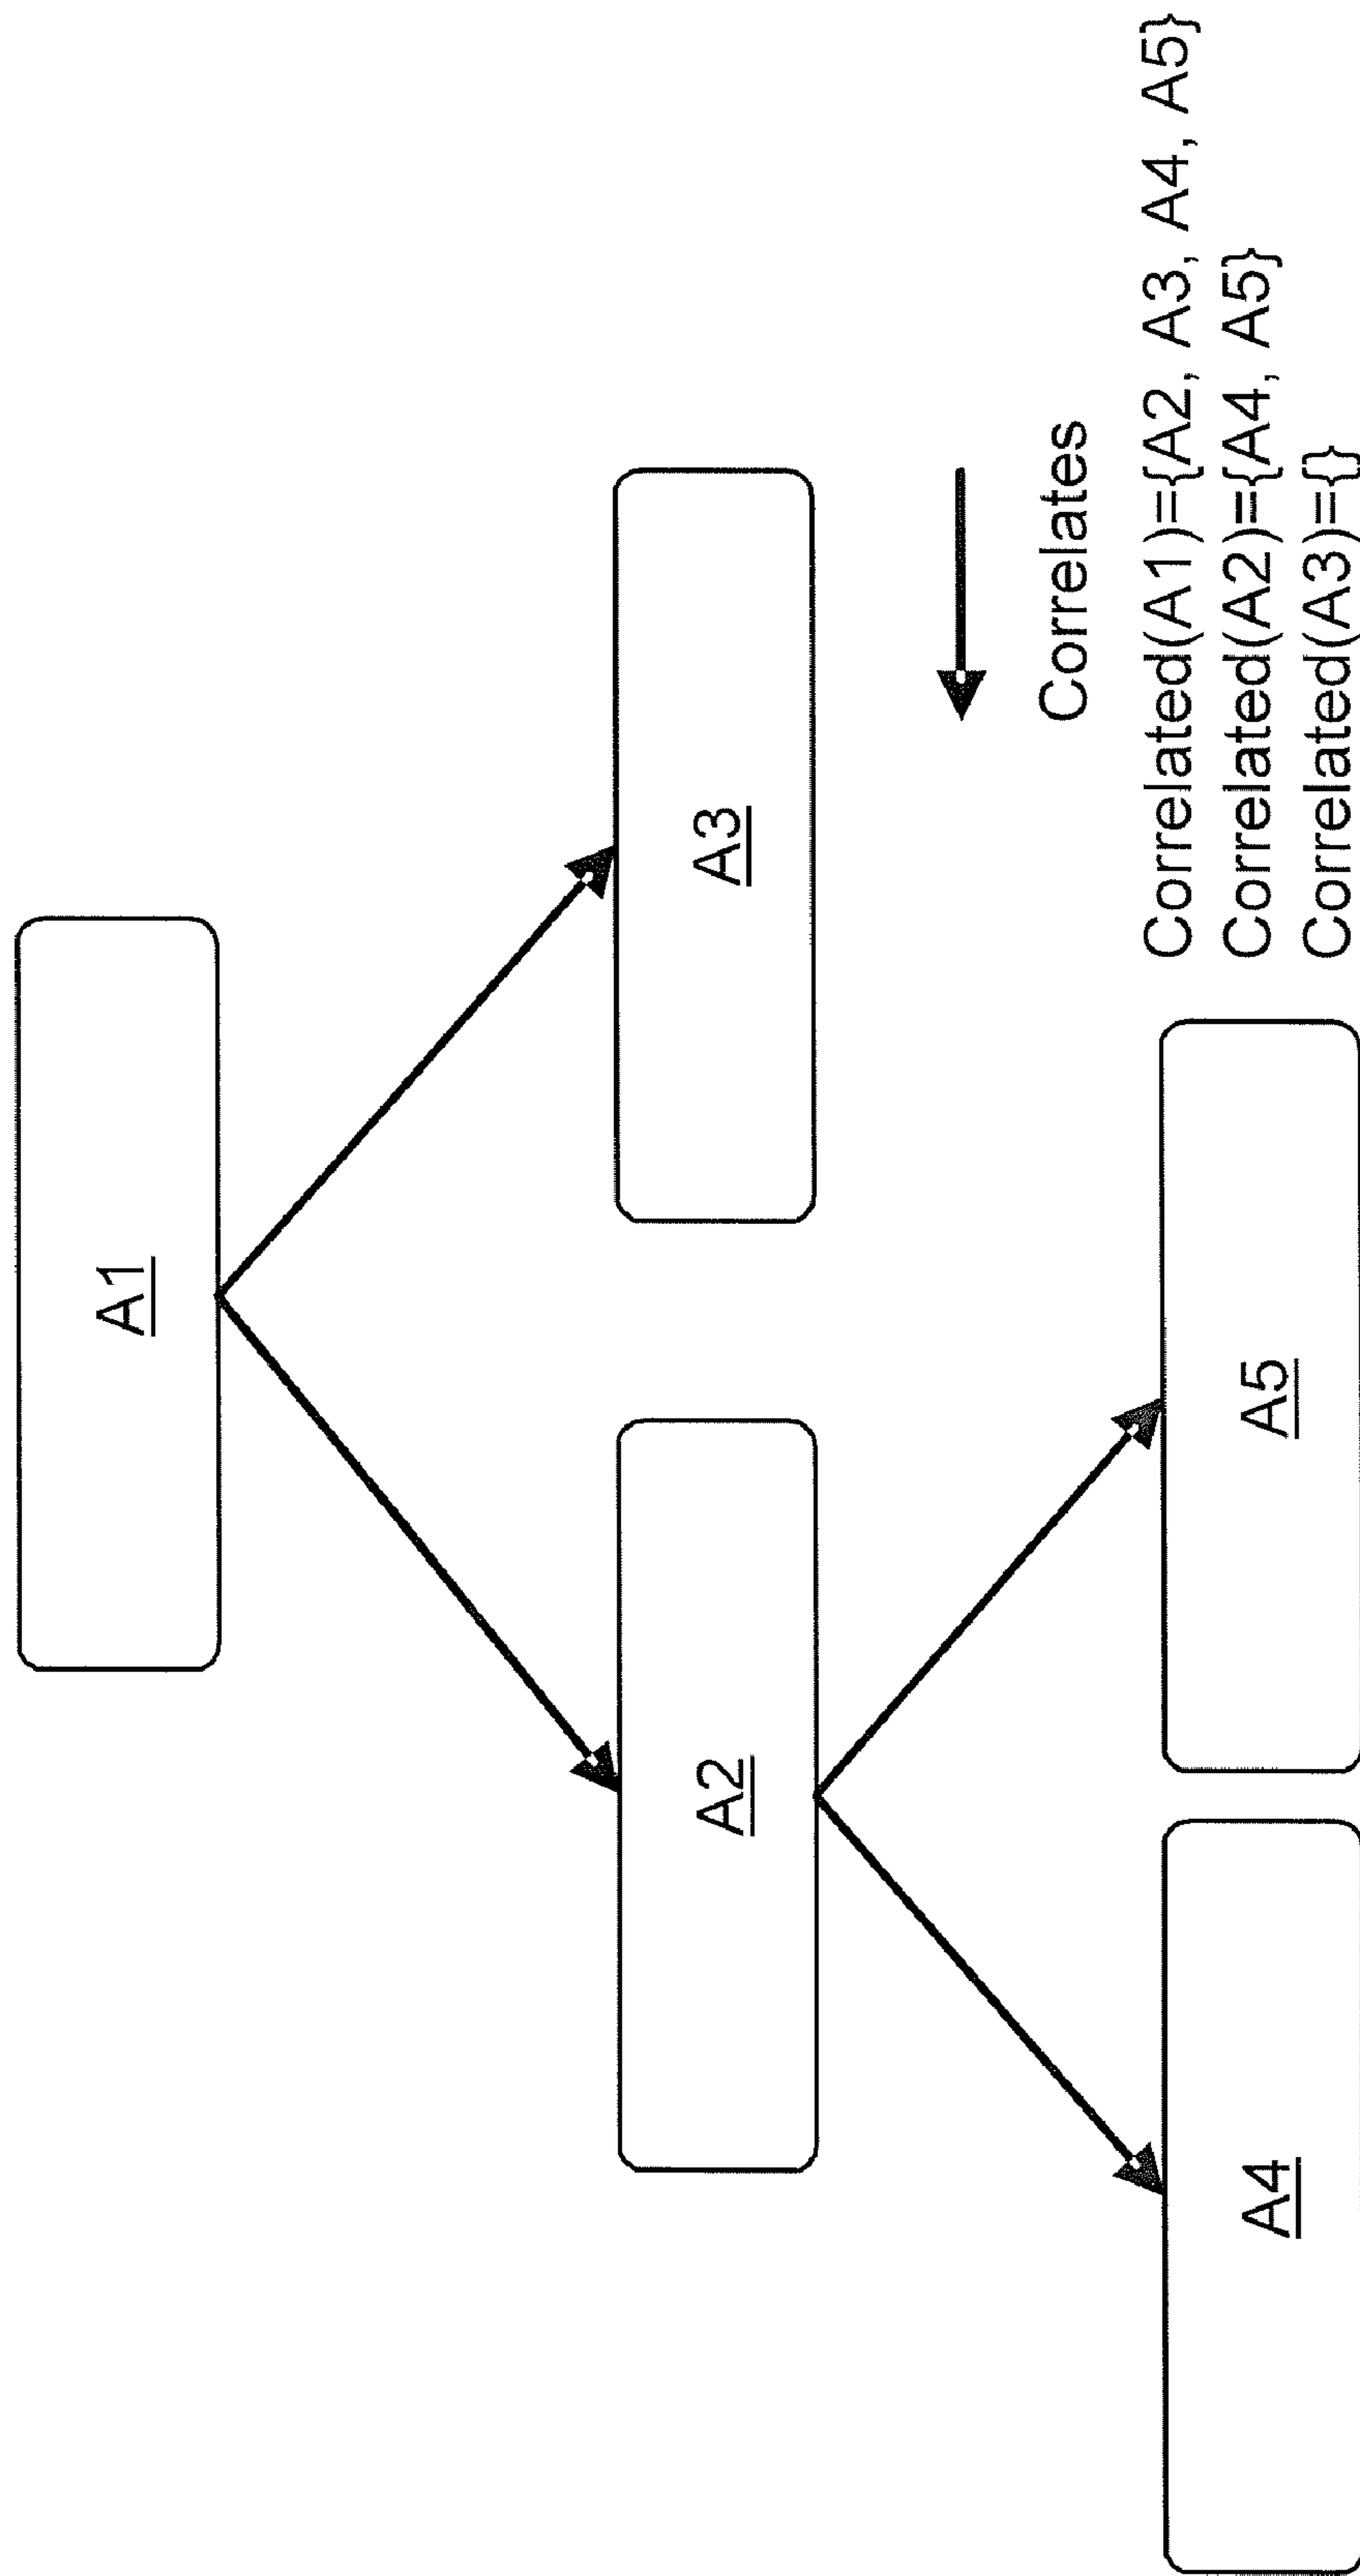 A1
A2
A3
A4
A5
Correlates
Correlated(A1)={A2, A3, A4, A5}
Correlated(A2)={A4, A5}
Correlated(A3)={}